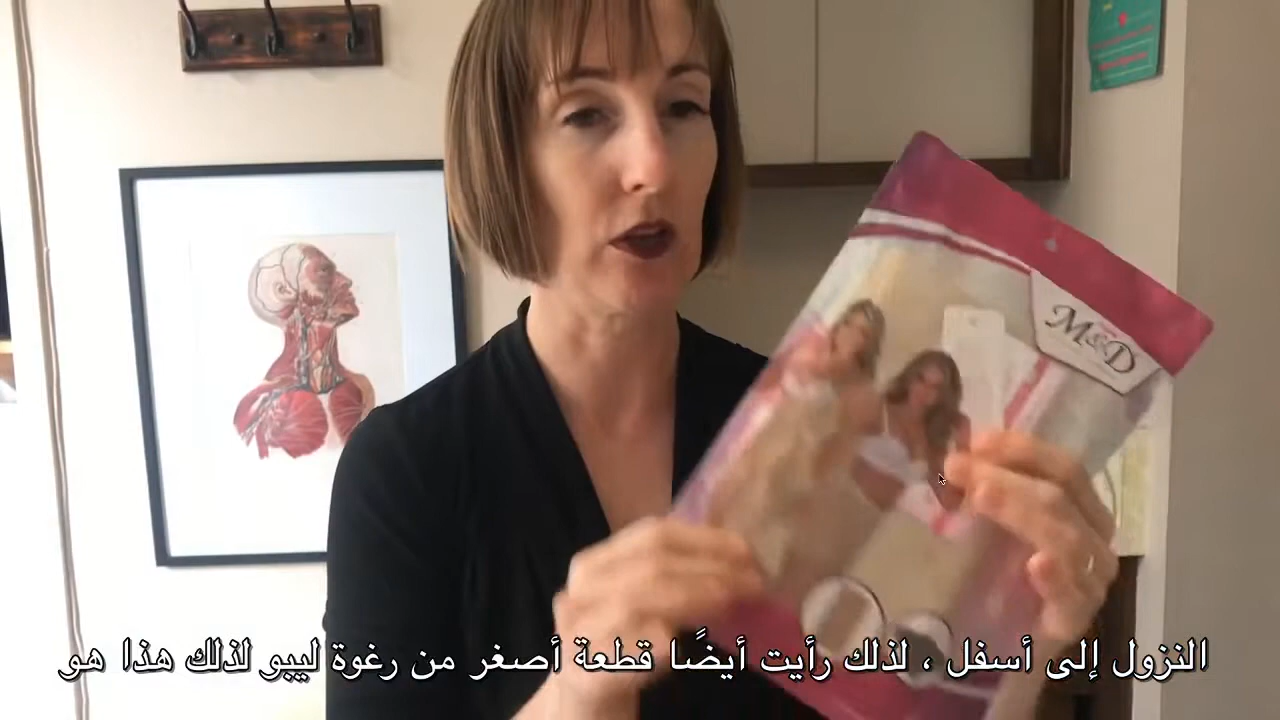 M&D
النزول إلى أسفل ، لذلك رأيت أيضًا قطعة أصغر من رغوة ليبو لذلك هذا هو